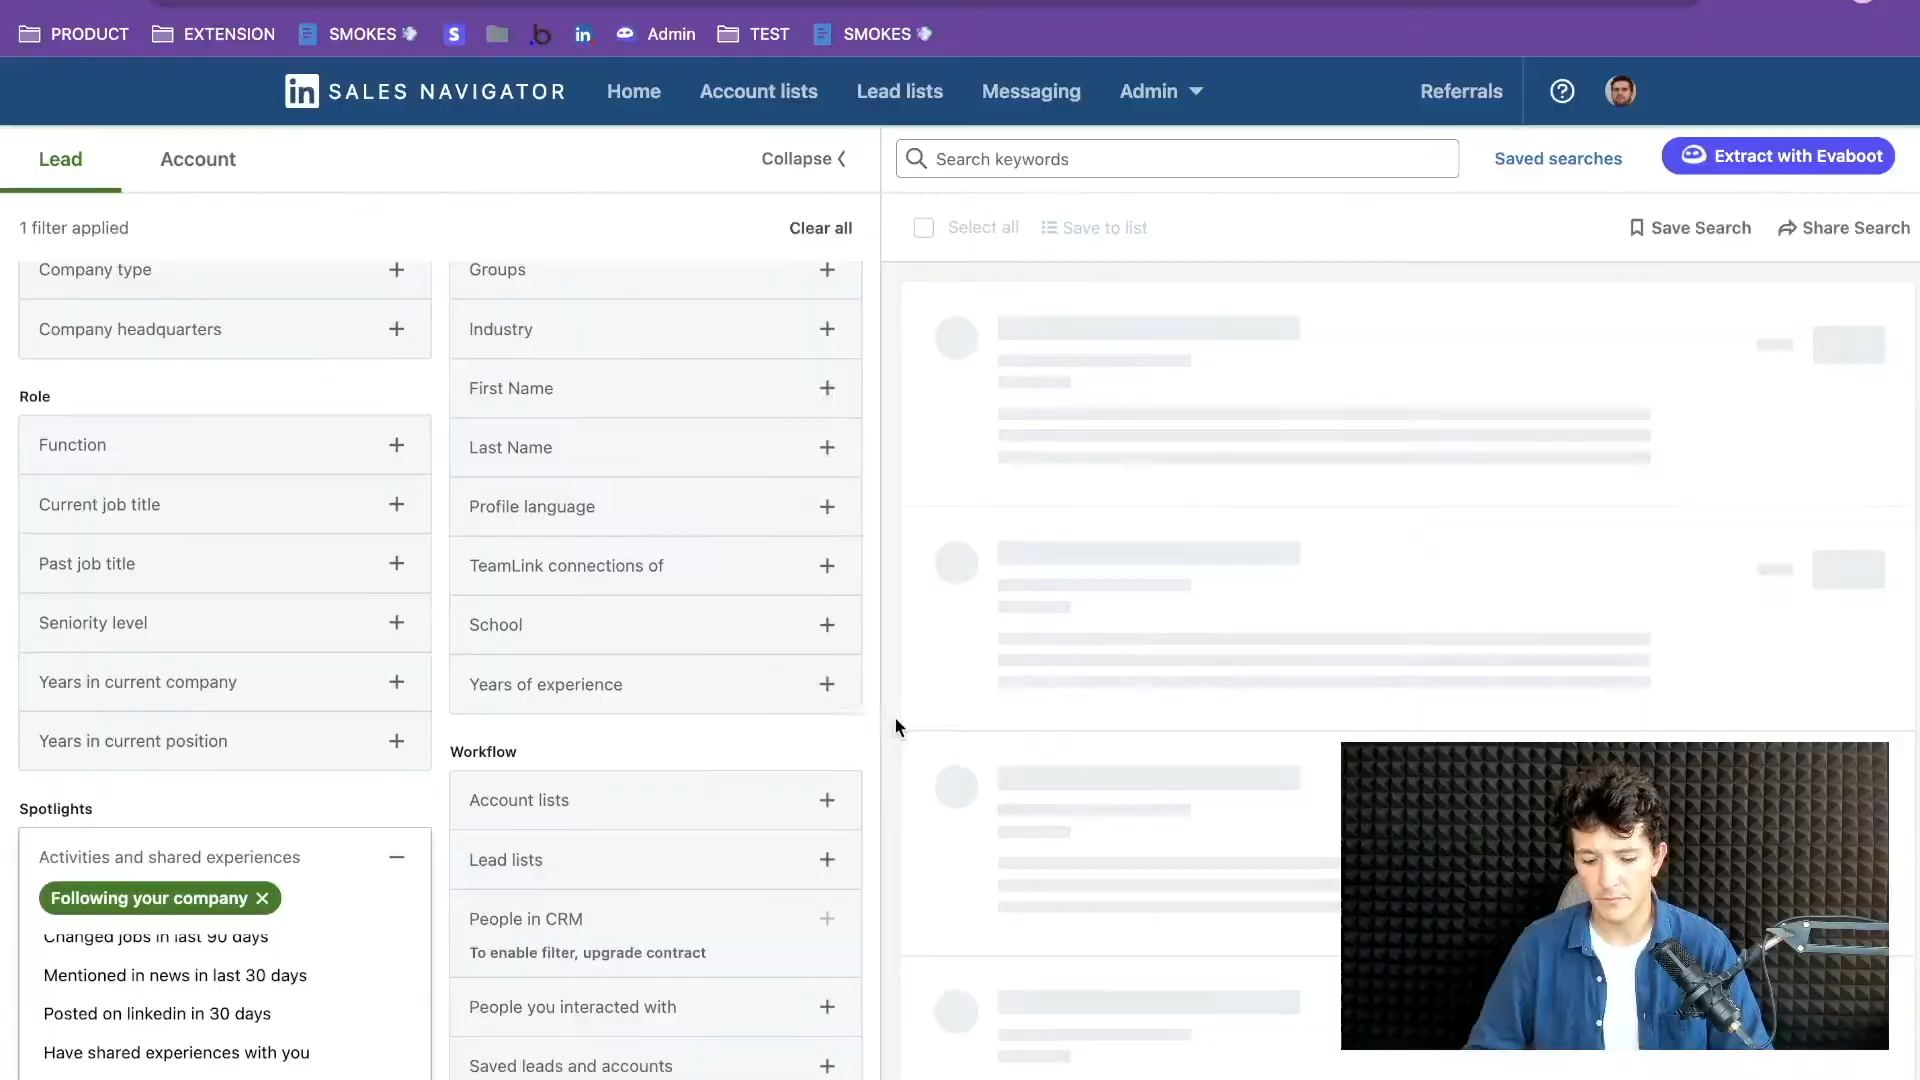 PRODUCT EXTENSION SMOKES S b in Admin TEST SMOKES
in SALES NAVIGATOR Home Account lists Lead lists Messaging Admin Referrals
Lead Account Collapse Search keywords Saved searches Extract with Evaboot
1 filter applied Clear all Select all Save to list Save Search Share Search
Company type
Company headquarters
Role
Function
Current job title
Past job title
Seniority level
Years in current company
Years in current position
Spotlights
Activities and shared experiences
Following your company
Changed jobs in last 90 days
Mentioned in news in last 30 days
Posted on linkedin in 30 days
Have shared experiences with you
Groups
Industry
First Name
Last Name
Profile language
TeamLink connections of
School
Years of experience
Workflow
Account lists
Lead lists
People in CRM
To enable filter, upgrade contract
People you interacted with
Saved leads and accounts